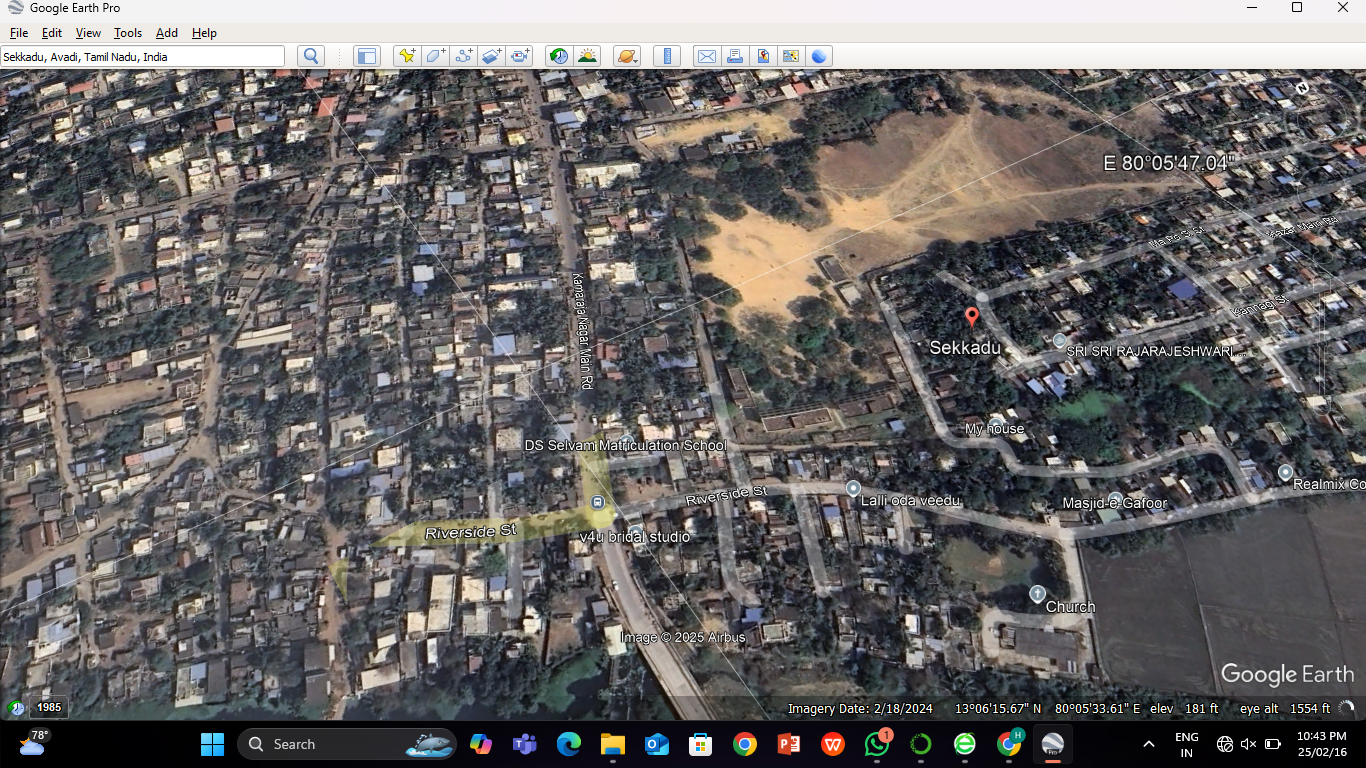 Google Earth Pro
File Edit View Tools Add Help
Sekkadu, Avadi, Tamil Nadu, India
N
E 80°05'47.04"
Kannagi St
Kamaraja Nagar Main Rd
Sekkadu
SRI SRI RAJARAJESHWARI...
My house
DS Selvam Matriculation School
Riverside St
Lalli oda veedu
Masjid-e-Gafoor
Realmix Co
Riverside St
v4u bridal studio
Church
Image © 2025 Airbus
Google Earth
1985
Imagery Date: 2/18/2024 13°06'15.67" N 80°05'33.61" E elev 181 ft eye alt 1554 ft
78°
Search
1
H
Pro
ENG
IN
10:43 PM
25/02/16